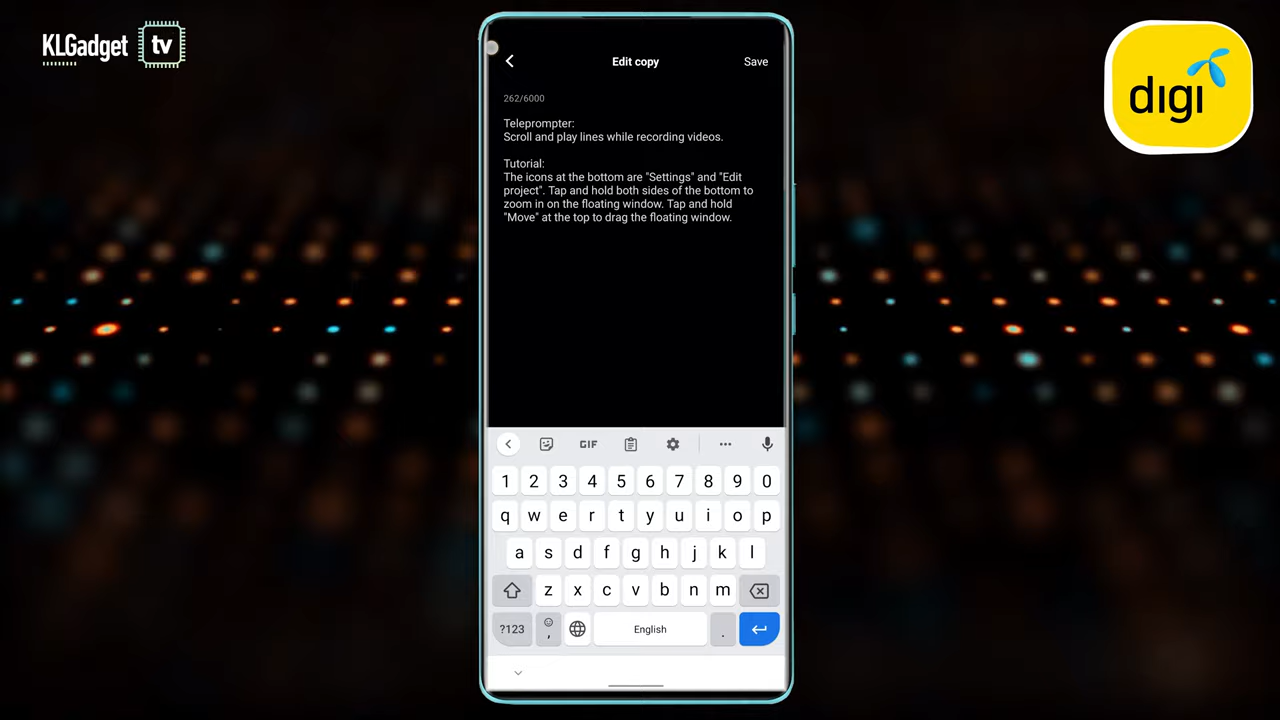 KLGadget tv
digi
Edit copy
Save
262/6000
Teleprompter:
Scroll and play lines while recording videos.
Tutorial:
The icons at the bottom are "Settings" and "Edit
project". Tap and hold both sides of the bottom to
zoom in on the floating window. Tap and hold
"Move" at the top to drag the floating window.
GIF
1 2 3 4 5 6 7 8 9 0
q w e r t y u i o p
a s d f g h j k l
z x c v b n m
?123 , English .